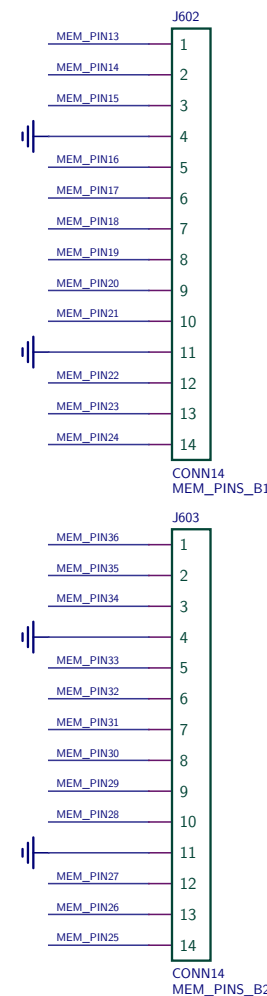 J602
MEM_PIN13 1
MEM_PIN14 2
MEM_PIN15 3
4
MEM_PIN16 5
MEM_PIN17 6
MEM_PIN18 7
MEM_PIN19 8
MEM_PIN20 9
MEM_PIN21 10
11
MEM_PIN22 12
MEM_PIN23 13
MEM_PIN24 14
CONN14
MEM_PINS_B1
J603
MEM_PIN36 1
MEM_PIN35 2
MEM_PIN34 3
4
MEM_PIN33 5
MEM_PIN32 6
MEM_PIN31 7
MEM_PIN30 8
MEM_PIN29 9
MEM_PIN28 10
11
MEM_PIN27 12
MEM_PIN26 13
MEM_PIN25 14
CONN14
MEM_PINS_B2